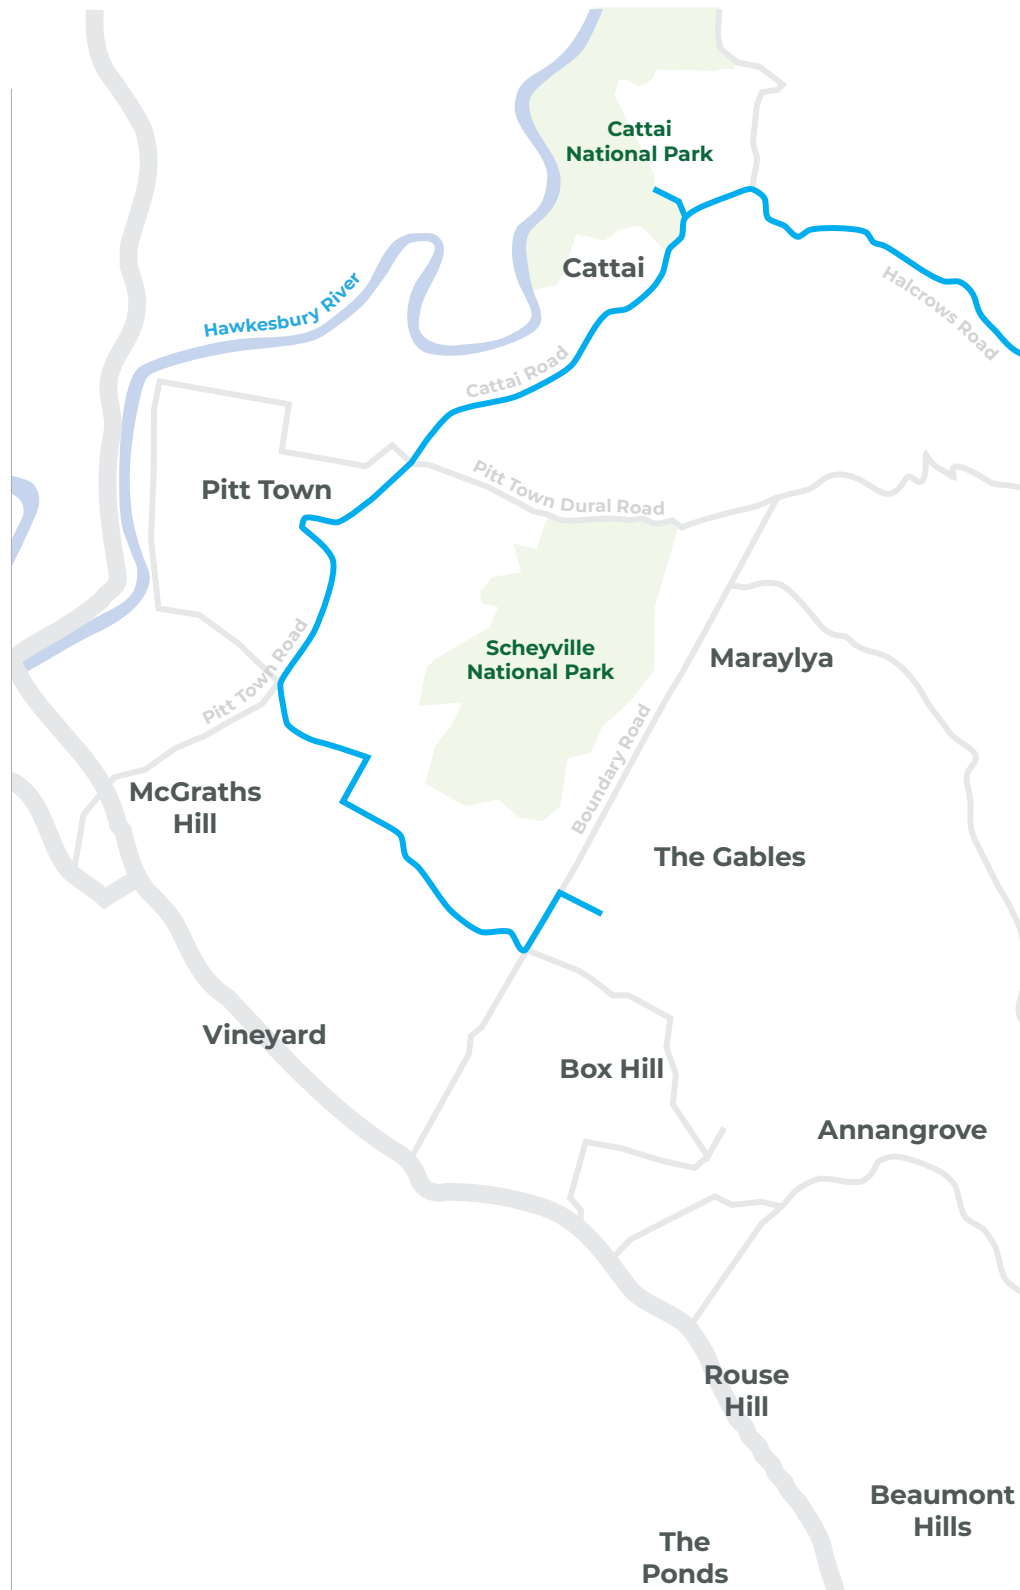 Cattai
National Park
Cattai
Hawkesbury River
Halcrows Road
Cattai Road
Pitt Town
Pitt Town Dural Road
Scheyville
National Park
Maraylya
Pitt Town Road
Boundary Road
McGraths
Hill
The Gables
Vineyard
Box Hill
Annangrove
Rouse
Hill
Beaumont
Hills
The
Ponds